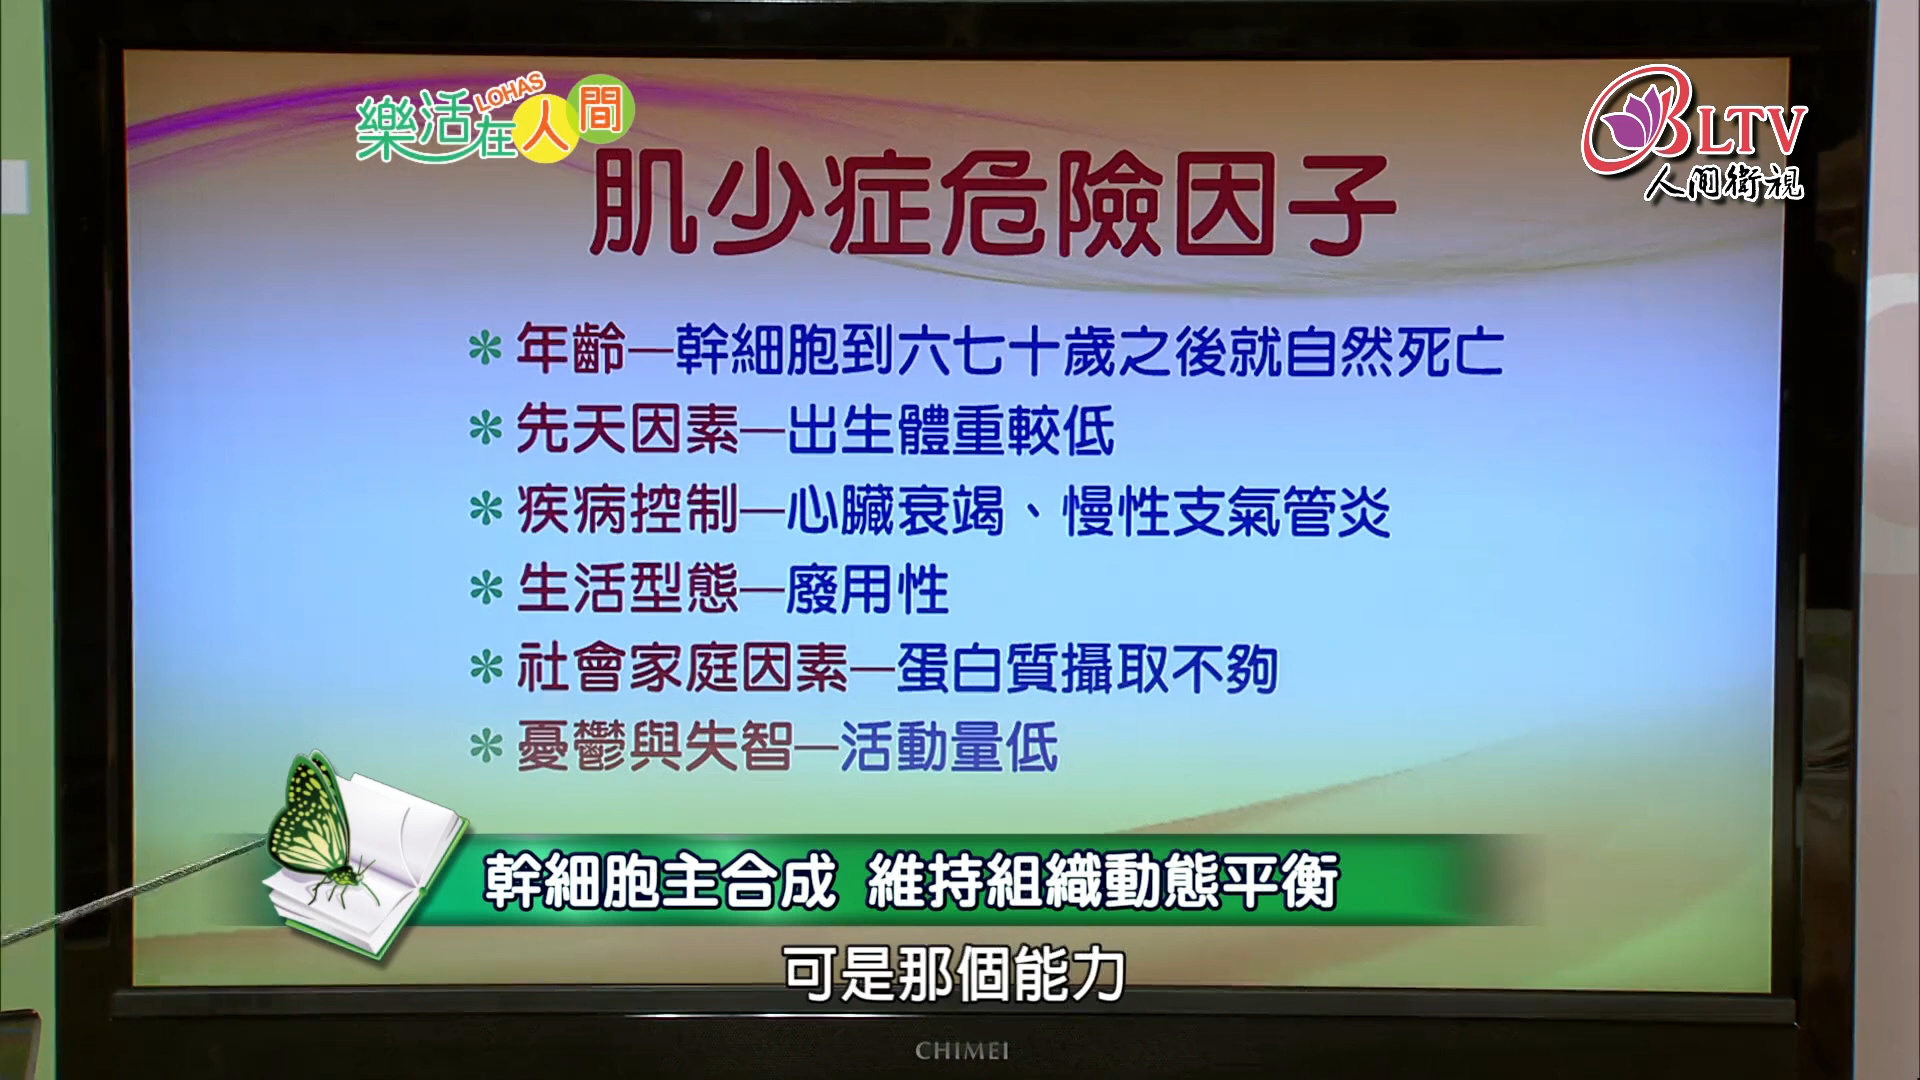 樂活在人間
LOHAS
BLTV
人間衛視
肌少症危險因子
* 年齡—幹細胞到六七十歲之後就自然死亡
* 先天因素—出生體重較低
* 疾病控制—心臟衰竭、慢性支氣管炎
* 生活型態—廢用性
* 社會家庭因素—蛋白質攝取不夠
* 憂鬱與失智—活動量低
幹細胞主合成 維持組織動態平衡
可是那個能力
CHIMEI